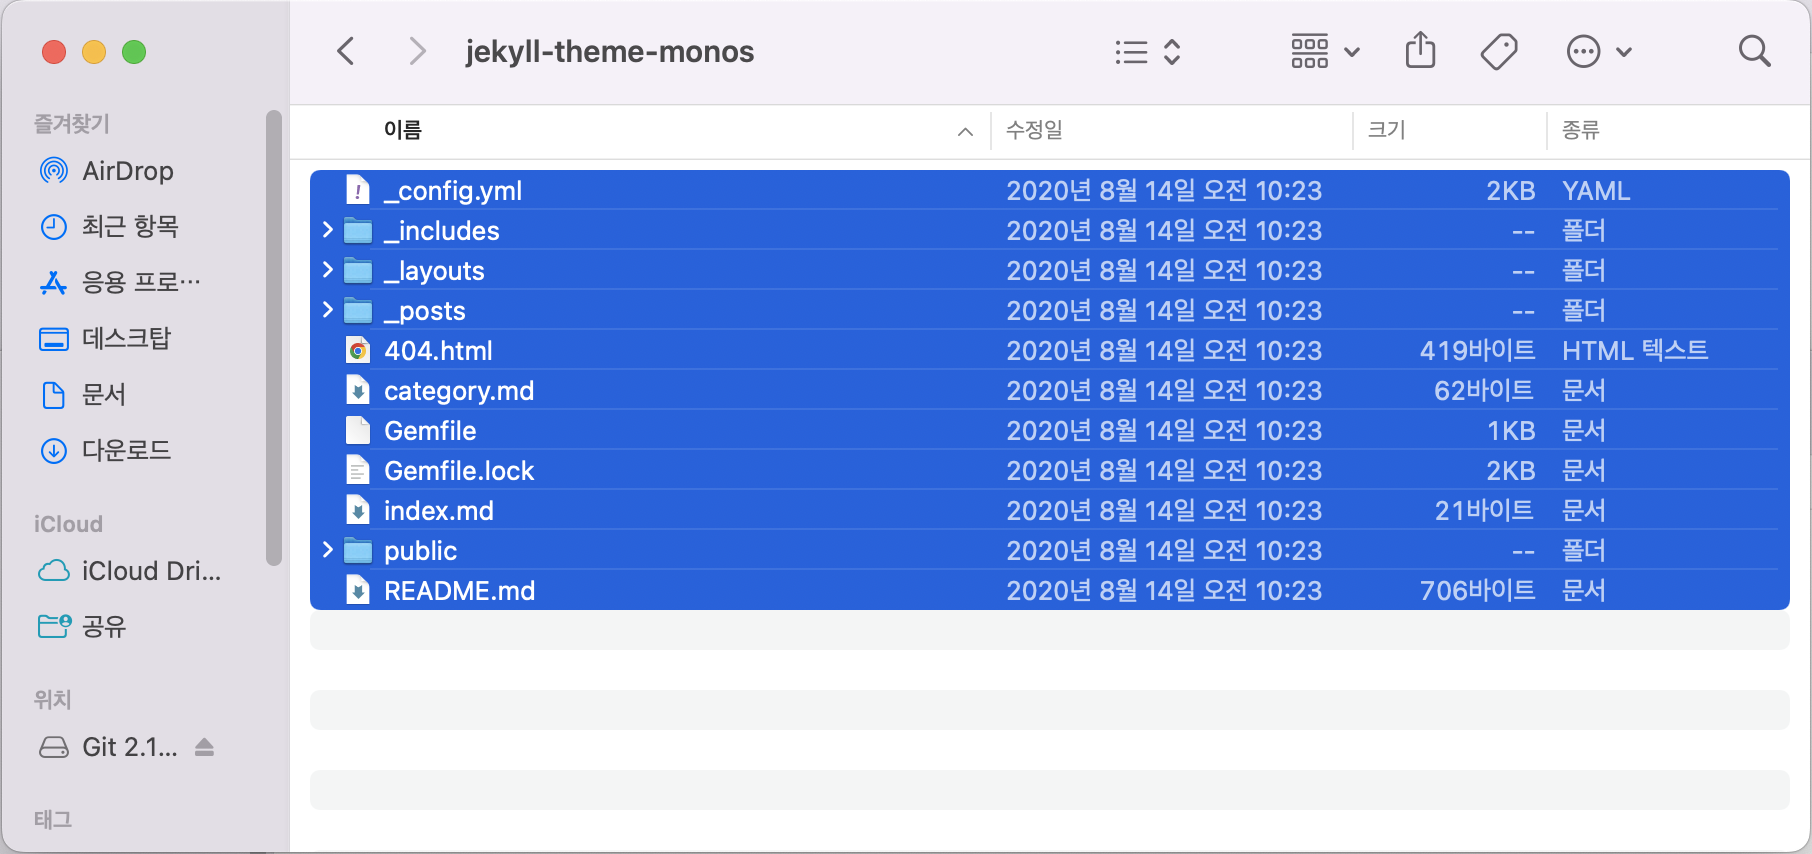 jekyll-theme-monos
즐겨찾기
AirDrop
최근 항목
응용 프로…
데스크탑
문서
다운로드
iCloud
iCloud Dri...
공유
위치
Git 2.1...
태그
이름 수정일 크기 종류
_config.yml 2020년 8월 14일 오전 10:23 2KB YAML
_includes 2020년 8월 14일 오전 10:23 -- 폴더
_layouts 2020년 8월 14일 오전 10:23 -- 폴더
_posts 2020년 8월 14일 오전 10:23 -- 폴더
404.html 2020년 8월 14일 오전 10:23 419바이트 HTML 텍스트
category.md 2020년 8월 14일 오전 10:23 62바이트 문서
Gemfile 2020년 8월 14일 오전 10:23 1KB 문서
Gemfile.lock 2020년 8월 14일 오전 10:23 2KB 문서
index.md 2020년 8월 14일 오전 10:23 21바이트 문서
public 2020년 8월 14일 오전 10:23 -- 폴더
README.md 2020년 8월 14일 오전 10:23 706바이트 문서